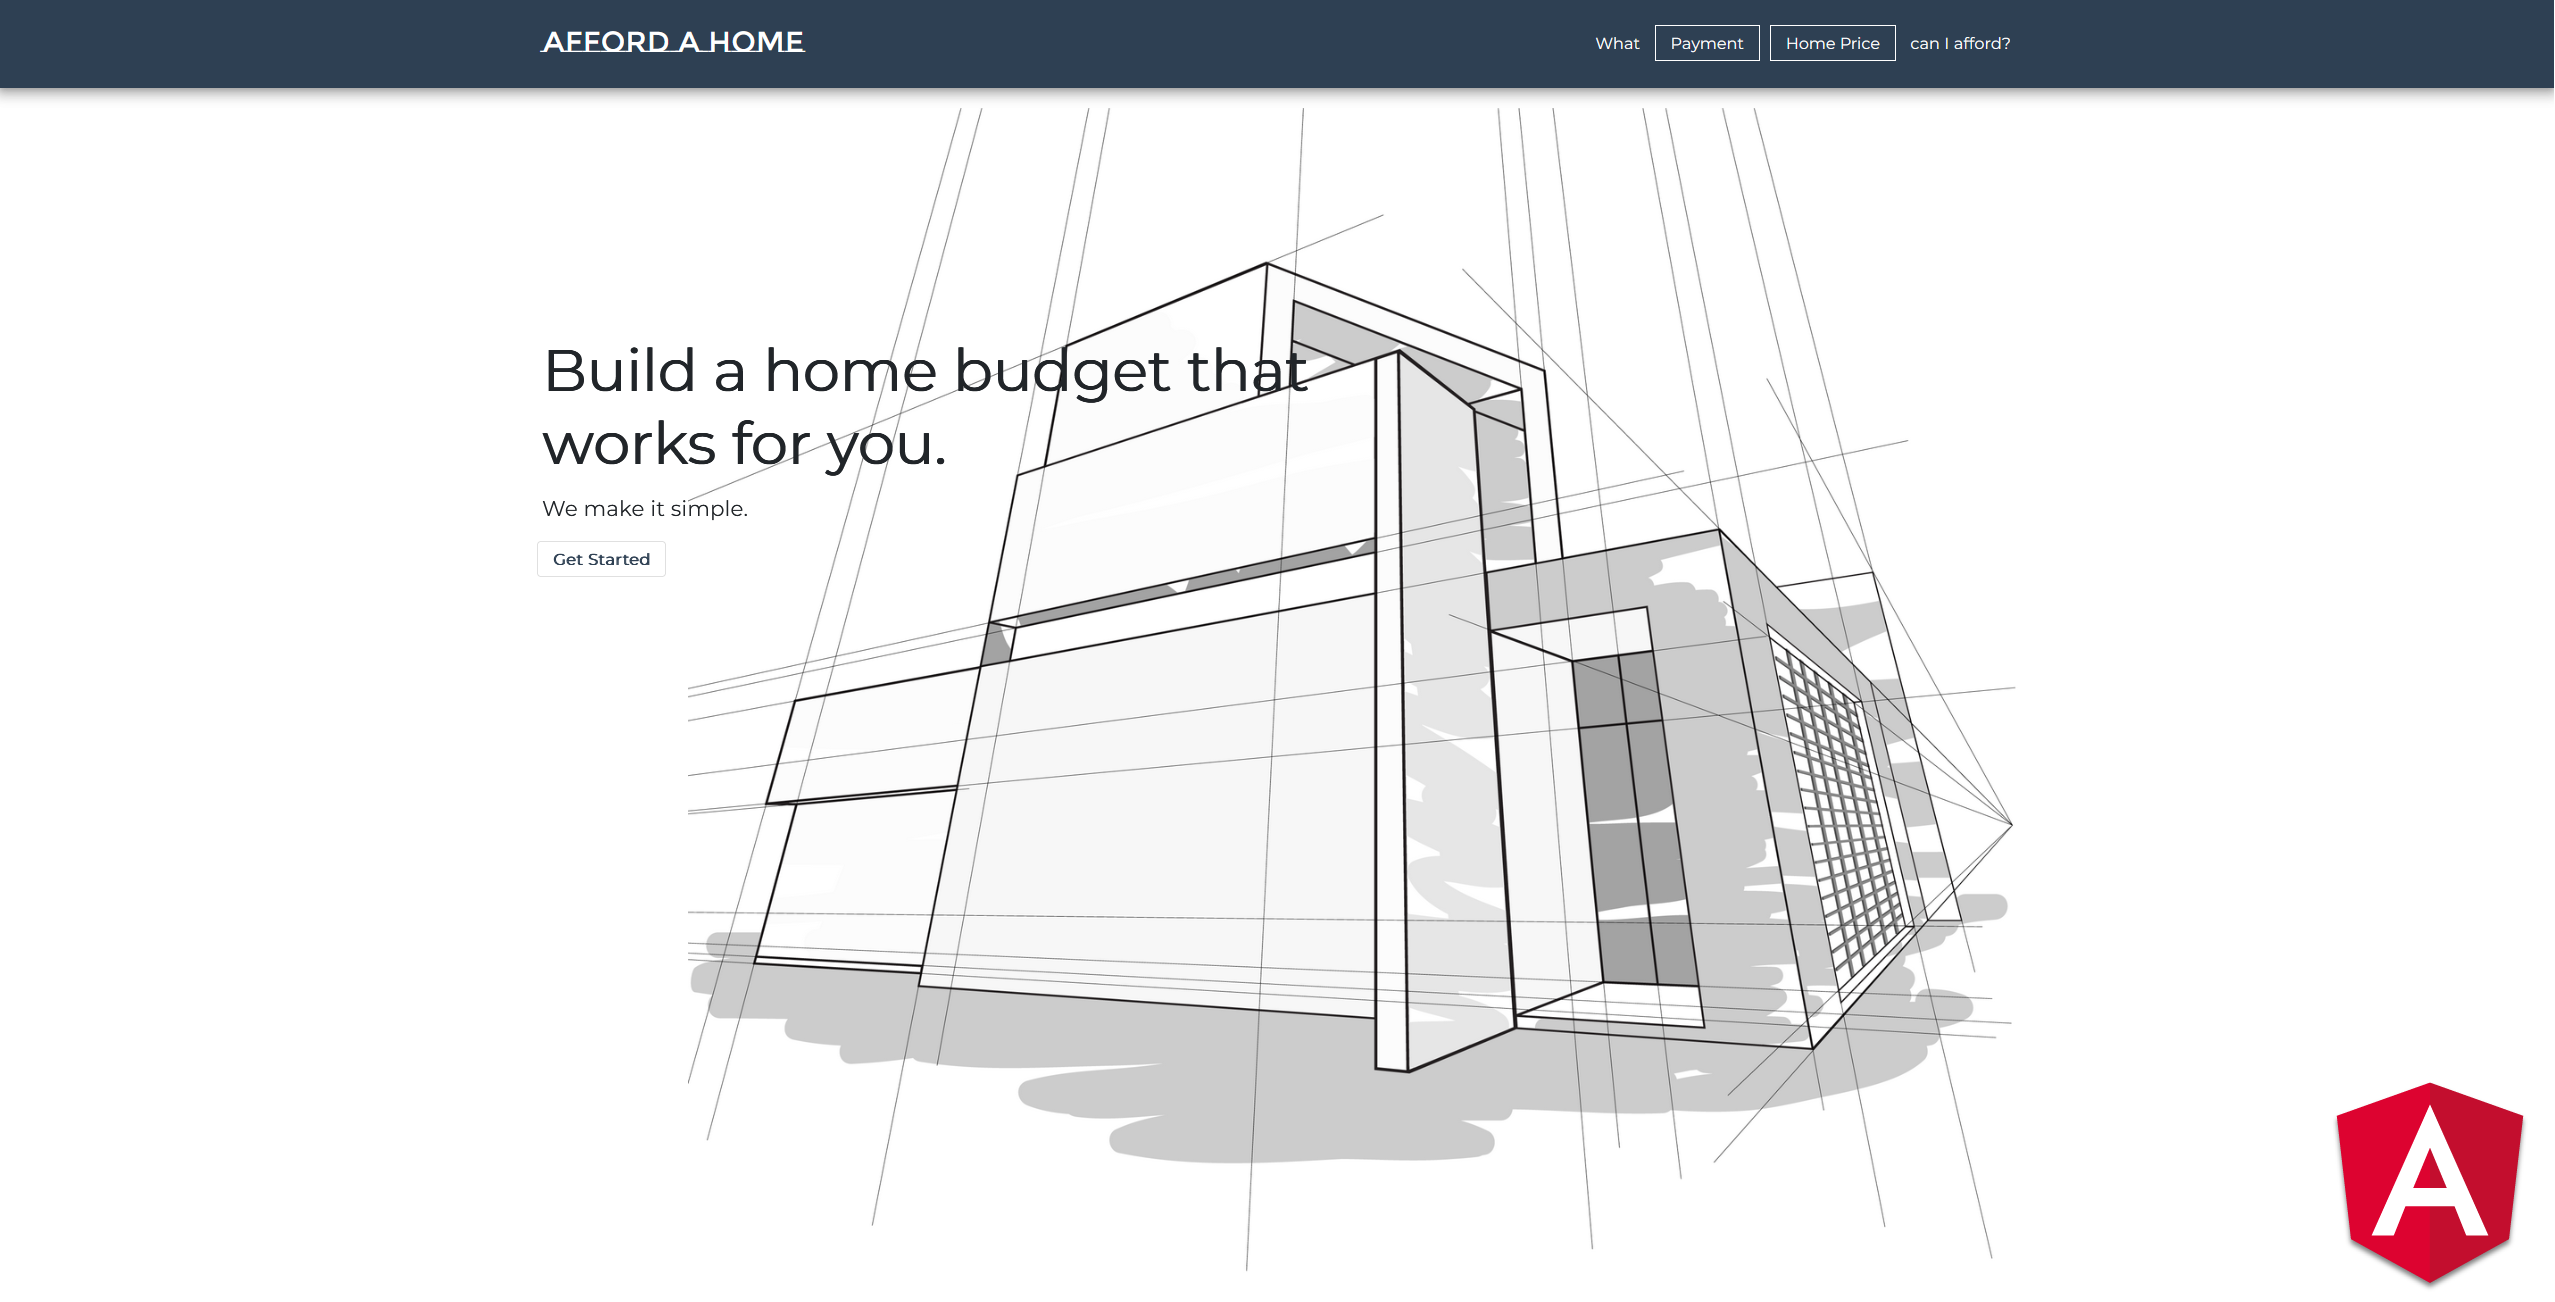 AFFORD A HOME
What Payment Home Price can I afford?
Build a home budget that
works for you.
We make it simple.
Get Started
A